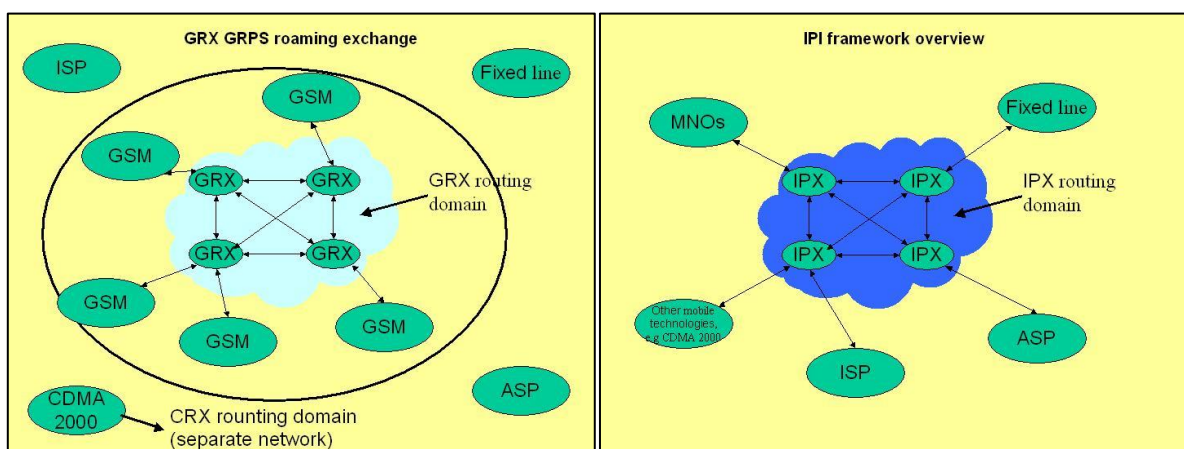 GRX GRPS roaming exchange
ISP
Fixed line
GSM
GSM
GRX
GRX
GRX routing
domain
GRX
GRX
GSM
GSM
GSM
CDMA
2000
ASP
CRX rounting domain
(separate network)
IPI framework overview
MNOs
Fixed line
IPX
IPX
IPX routing
domain
IPX
IPX
Other mobile
technologies,
e.g CDMA 2000
ISP
ASP